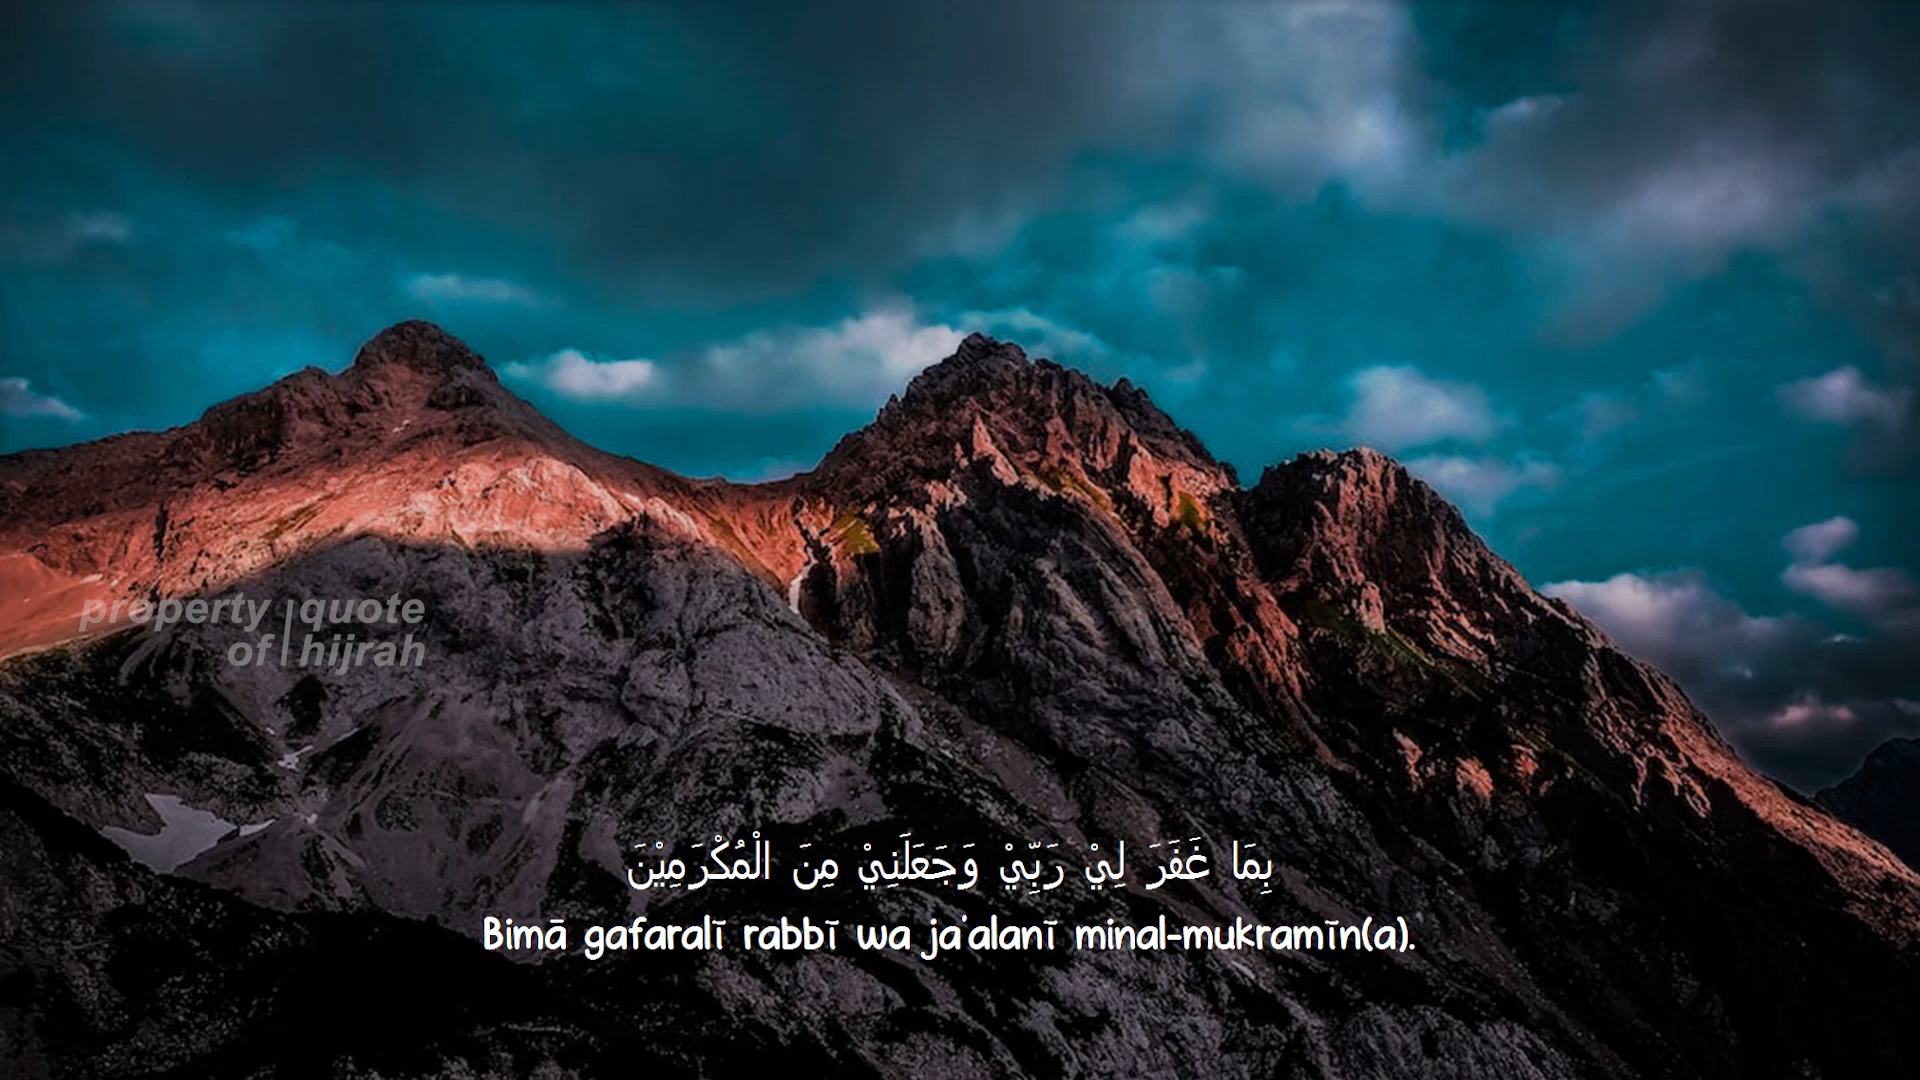 property | quote
of | hijrah
بِمَا غَفَرَ لِيْ رَبِّيْ وَجَعَلَنِيْ مِنَ الْمُكْرَمِيْنَ
Bimā gafaralī rabbī wa ja'alanī minal-mukramīn(a).